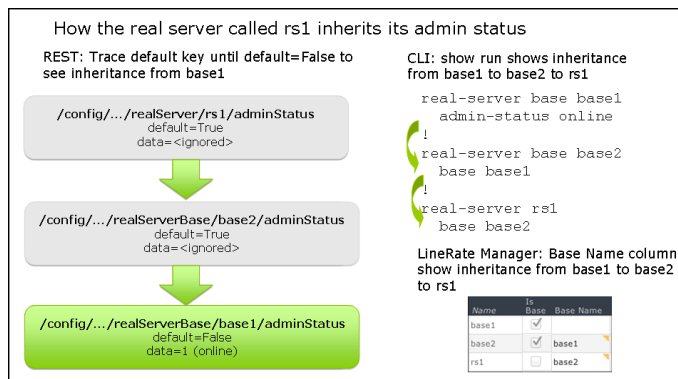 How the real server called rs1 inherits its admin status
REST: Trace default key until default=False to
see inheritance from base1
/config/.../realServer/rs1/adminStatus
default=True
data=<ignored>
/config/.../realServerBase/base2/adminStatus
default=True
data=<ignored>
/config/.../realServerBase/base1/adminStatus
default=False
data=1 (online)
CLI: show run shows inheritance
from base1 to base2 to rs1
real-server base base1
admin-status online
!
real-server base base2
base base1
!
real-server rs1
base base2
LineRate Manager: Base Name column
show inheritance from base1 to base2
to rs1
Name Is Base Base Name
base1
base2 base1
rs1 base2